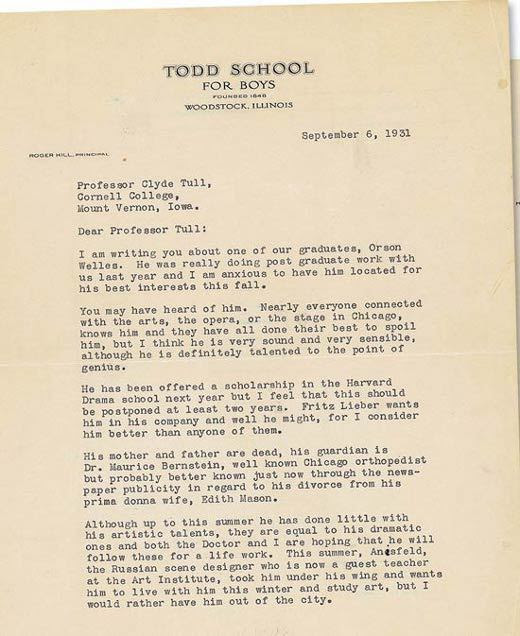 TODD SCHOOL
FOR BOYS
FOUNDED 1848
WOODSTOCK, ILLINOIS
September 6, 1931
ROGER HILL, PRINCIPAL
Professor Clyde Tull,
Cornell College,
Mount Vernon, Iowa.
Dear Professor Tull:
I am writing you about one of our graduates, Orson
Welles. He was really doing post graduate work with
us last year and I am anxious to have him located for
his best interests this fall.
You may have heard of him. Nearly everyone connected
with the arts, the opera, or the stage in Chicago,
knows him and they have all done their best to spoil
him, but I think he is very sound and very sensible,
although he is definitely talented to the point of
genius.
He has been offered a scholarship in the Harvard
Drama school next year but I feel that this should
be postponed at least two years. Fritz Lieber wants
him in his company and well he might, for I consider
him better than anyone of them.
His mother and father are dead, his guardian is
Dr. Maurice Bernstein, well known Chicago orthopedist
but probably better known just now through the news-
paper publicity in regard to his divorce from his
prima donna wife, Edith Mason.
Although up to this summer he has done little with
his artistic talents, they are equal to his dramatic
ones and both the Doctor and I are hoping that he will
follow these for a life work. This summer, Anisfeld,
the Russian scene designer who is now a guest teacher
at the Art Institute, took him under his wing and wants
him to live with him this winter and study art, but I
would rather have him out of the city.